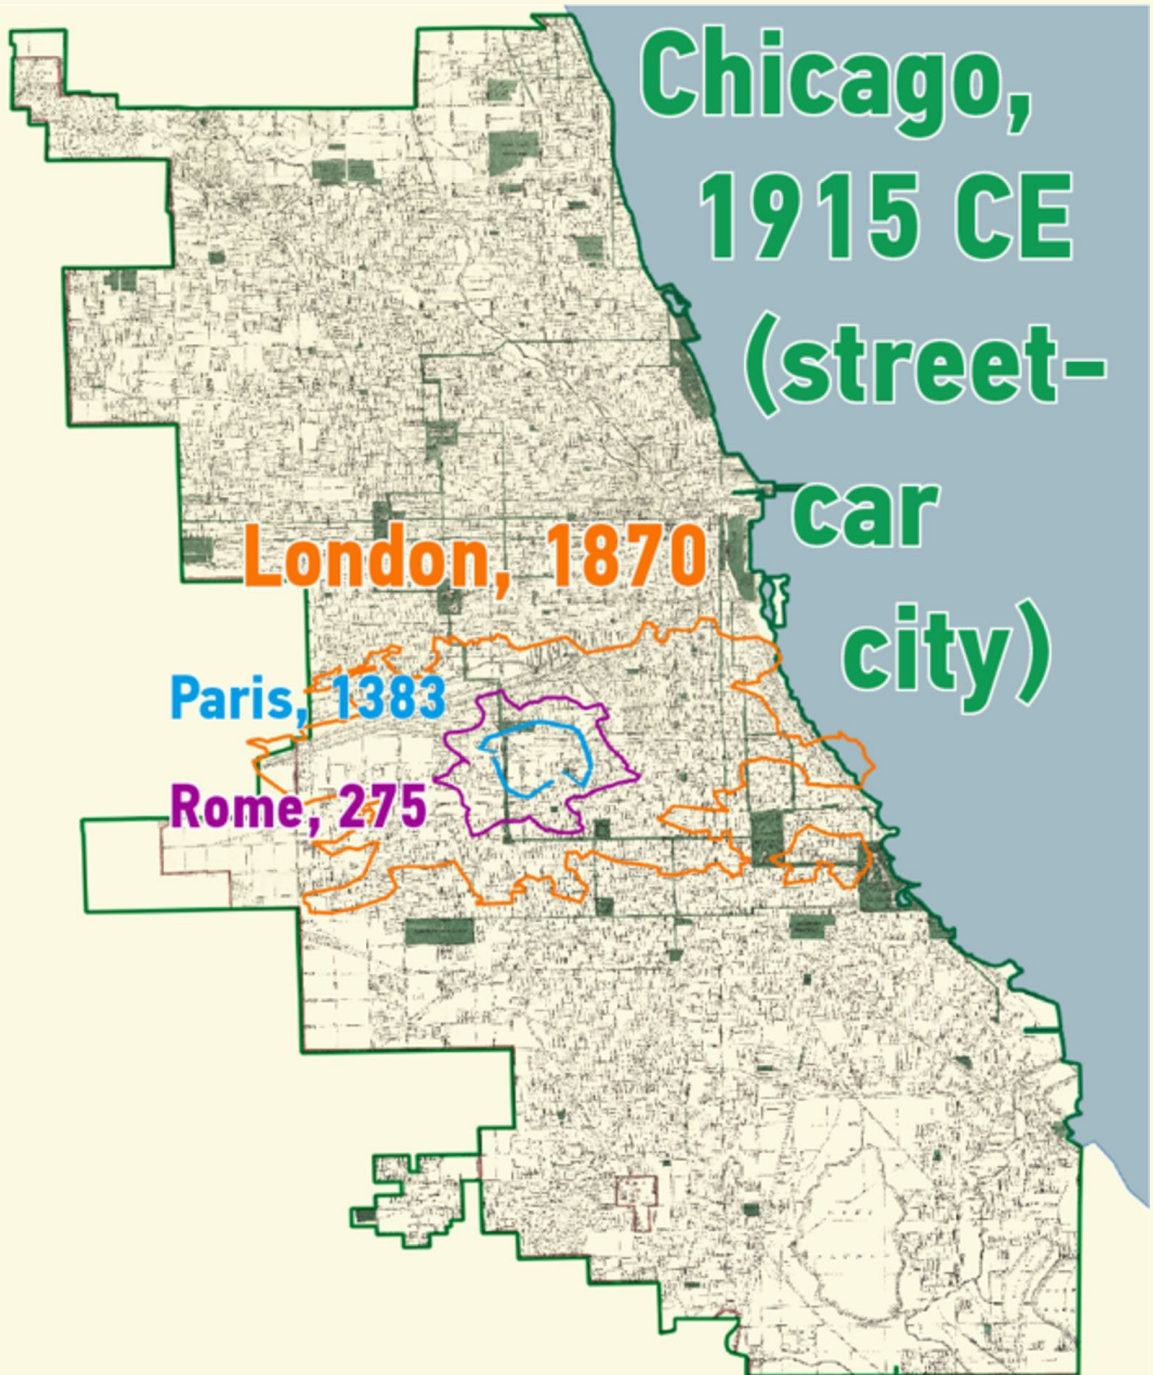 Chicago,
1915 CE
(street-
car
city)
London, 1870
Paris, 1383
Rome, 275